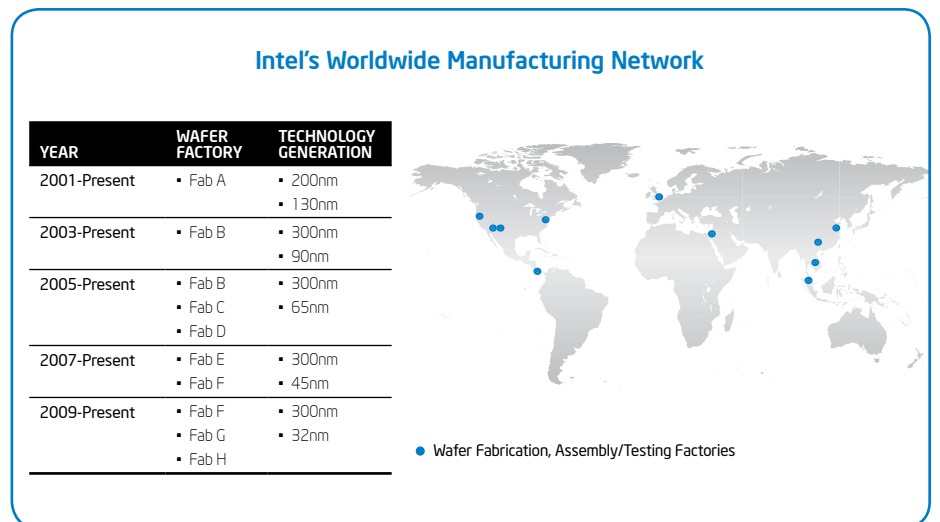 Intel's Worldwide Manufacturing Network
YEAR WAFER FACTORY TECHNOLOGY GENERATION
2001-Present ▪ Fab A ▪ 200nm
▪ 130nm
2003-Present ▪ Fab B ▪ 300nm
▪ 90nm
2005-Present ▪ Fab B ▪ 300nm
▪ Fab C ▪ 65nm
▪ Fab D
2007-Present ▪ Fab E ▪ 300nm
▪ Fab F ▪ 45nm
2009-Present ▪ Fab F ▪ 300nm
▪ Fab G ▪ 32nm
▪ Fab H
Wafer Fabrication, Assembly/Testing Factories